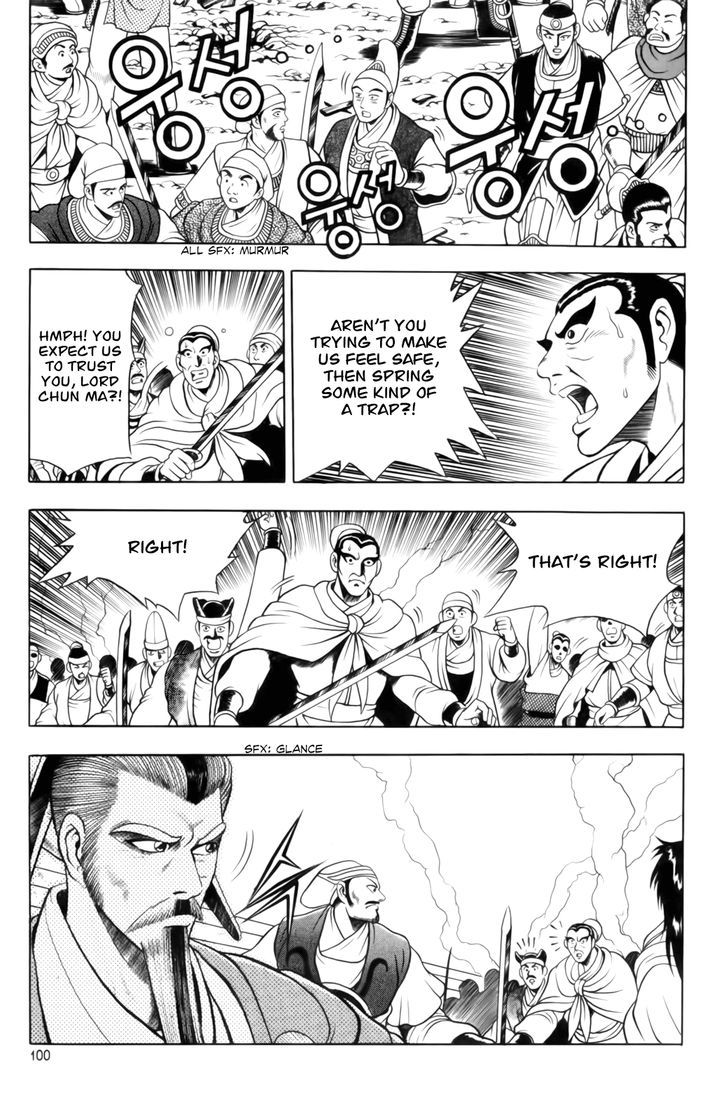 웅성
웅성
웅성
웅성
ALL SFX: MURMUR
HMPH! YOU
EXPECT US
TO TRUST
YOU, LORD
CHUN MA?!
AREN'T YOU
TRYING TO MAKE
US FEEL SAFE,
THEN SPRING
SOME KIND OF
A TRAP?!
RIGHT!
THAT'S RIGHT!
SFX: GLANCE
100